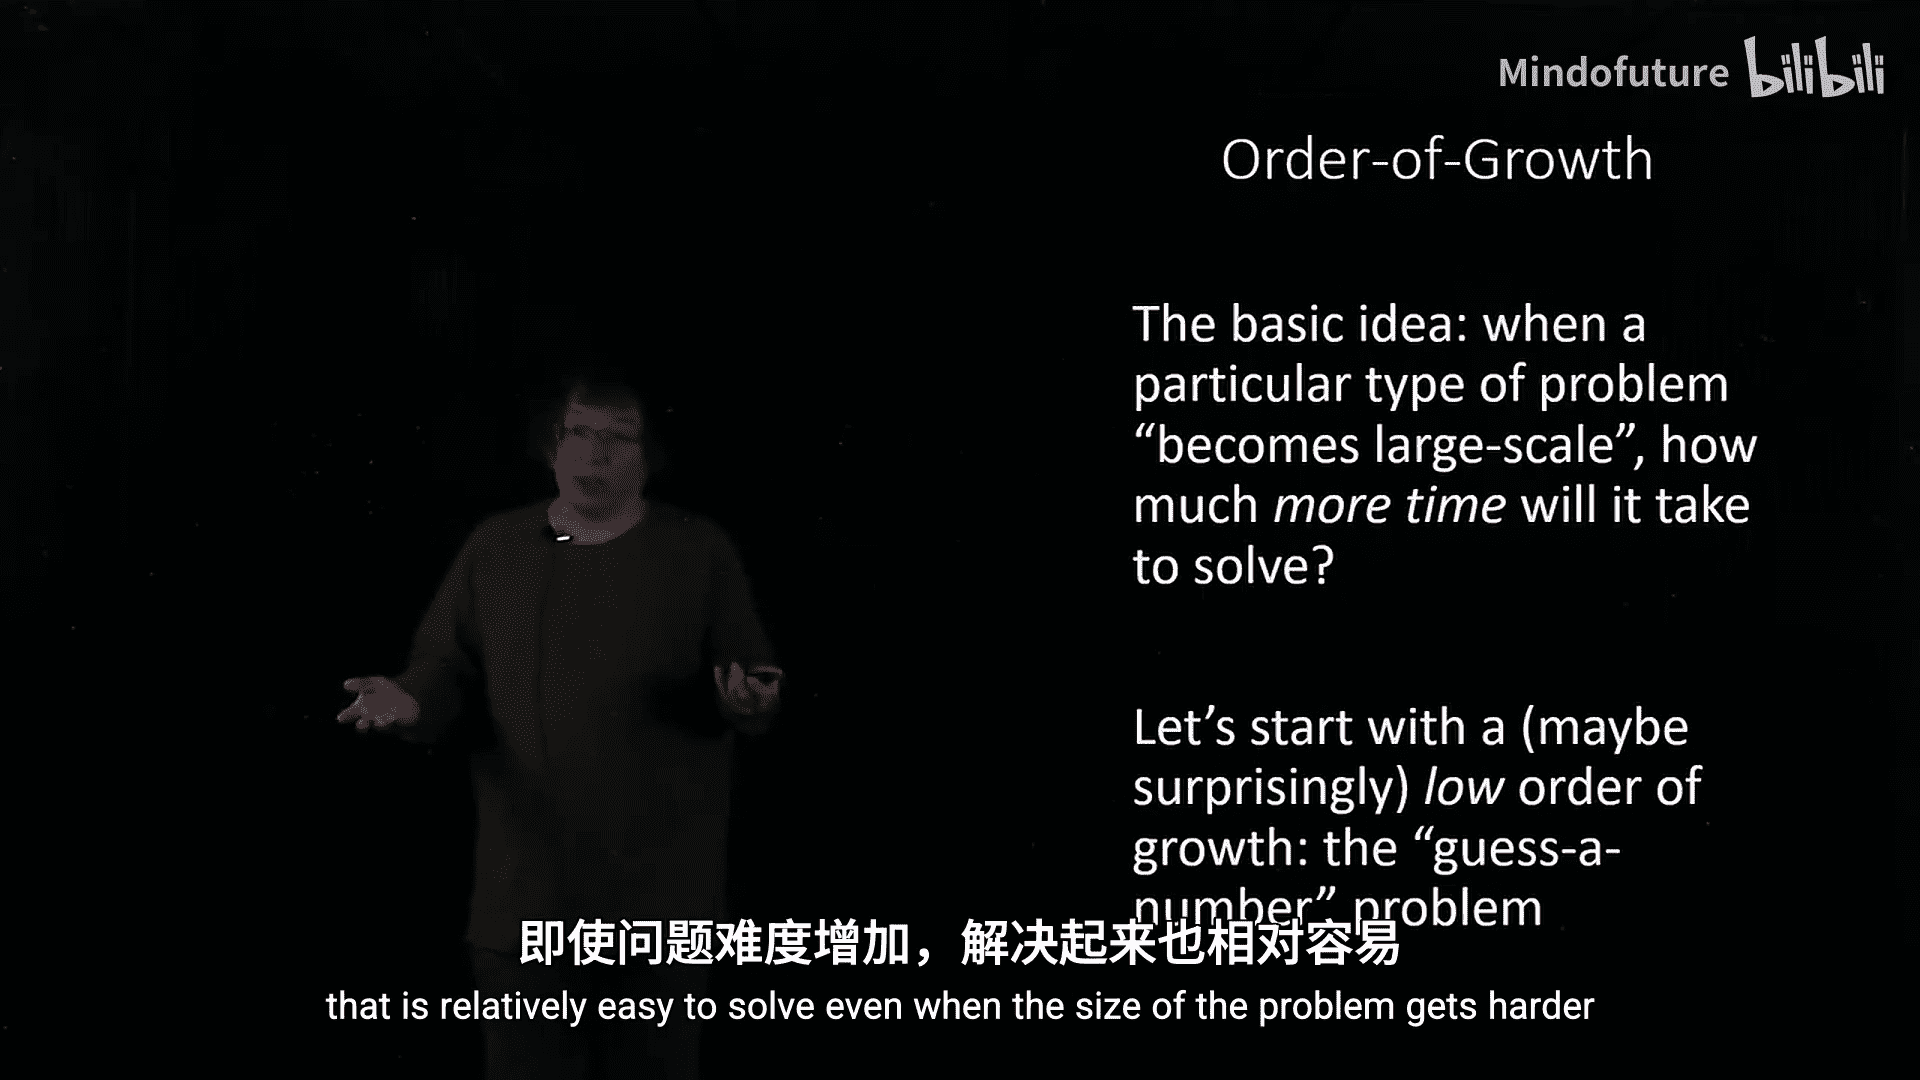 Mindofuture bilibili
Order-of-Growth
The basic idea: when a
particular type of problem
“becomes large-scale”, how
much more time will it take
to solve?
Let’s start with a (maybe
surprisingly) low order of
growth: the “guess-a-
number” problem
即使问题难度增加，解决起来也相对容易
that is relatively easy to solve even when the size of the problem gets harder